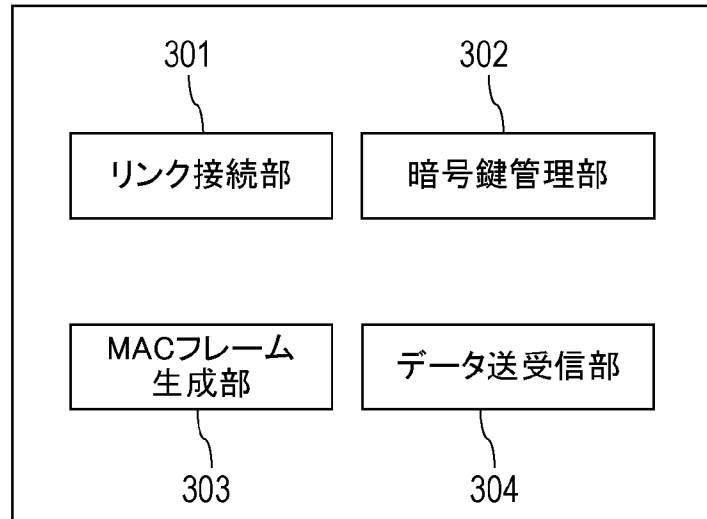 301
302
リンク接続部
暗号鍵管理部
MACフレーム
生成部
データ送受信部
303
304